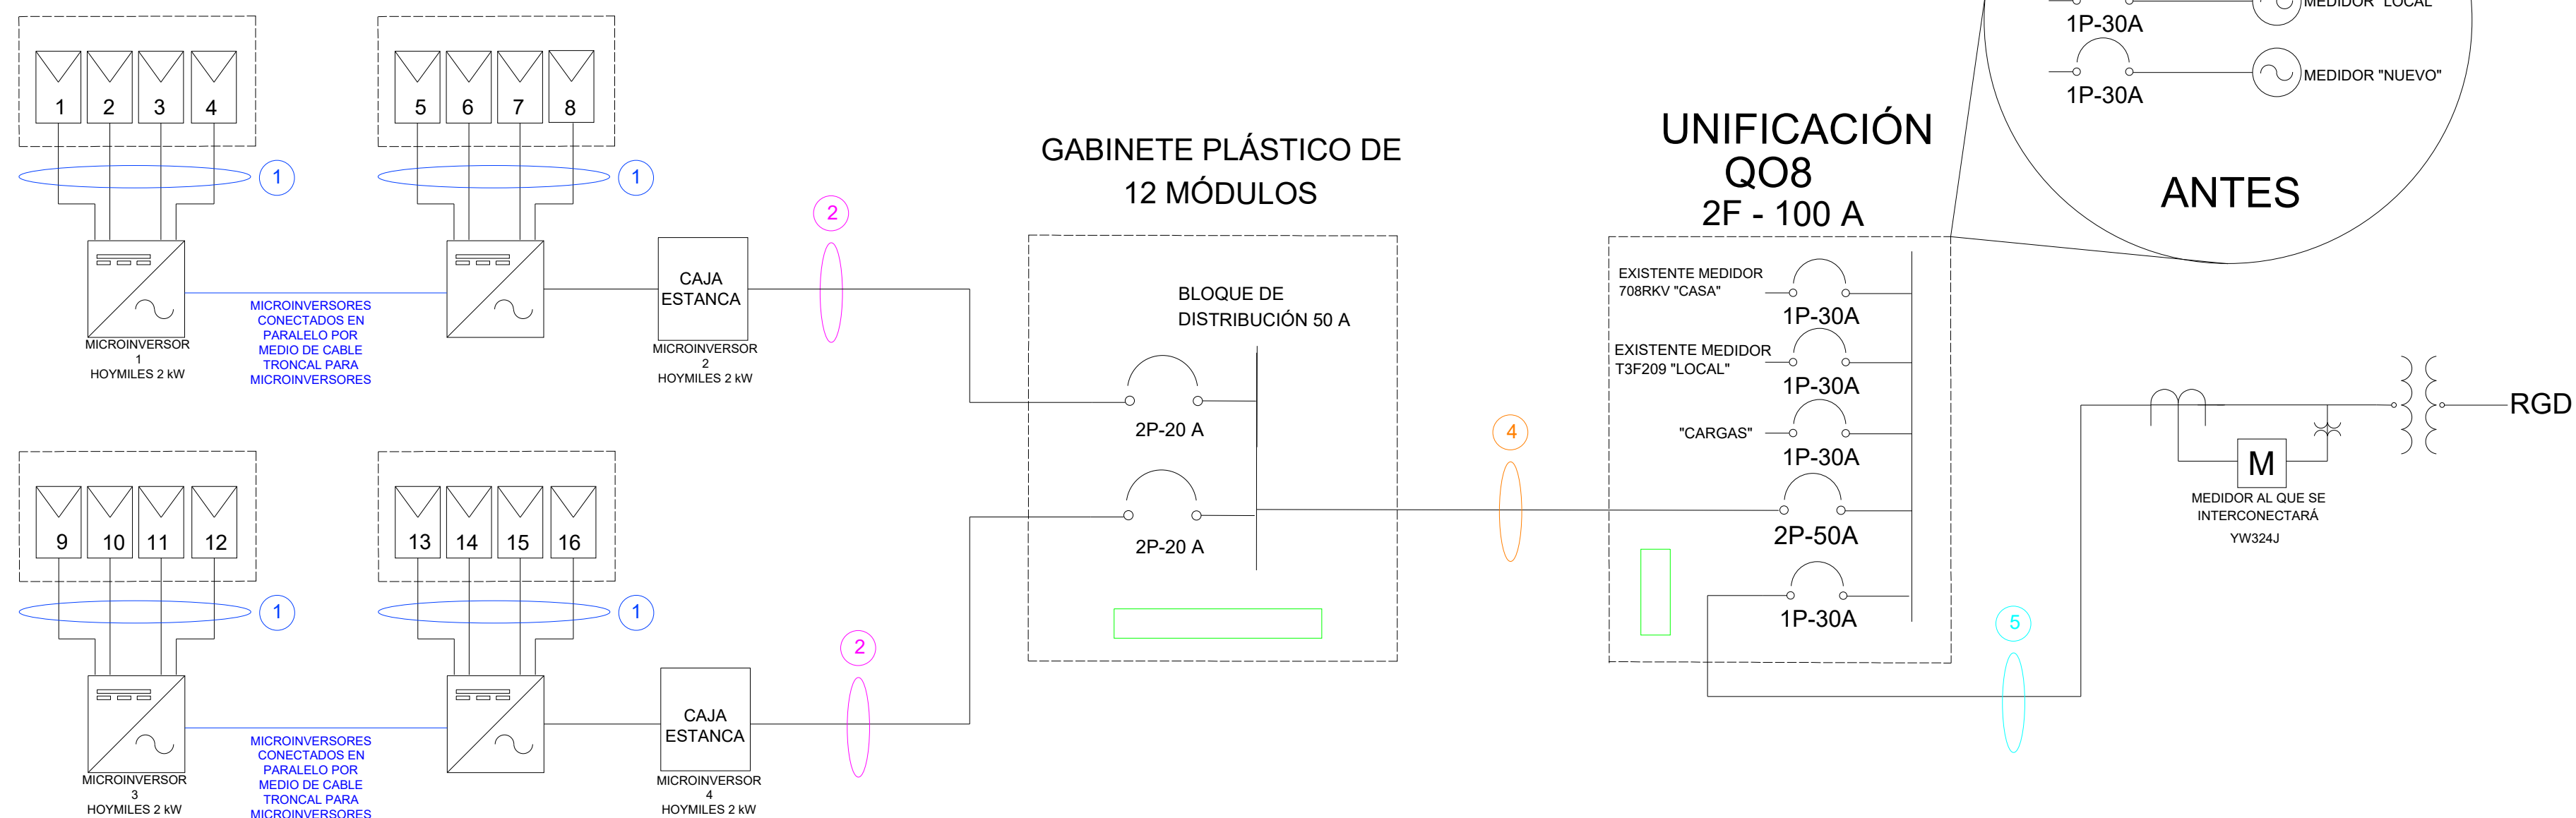 1 2 3 4
1
MICROINVERSOR
1
HOYMILES 2 kW
MICROINVERSORES
CONECTADOS EN
PARALELO POR
MEDIO DE CABLE
TRONCAL PARA
MICROINVERSORES
5 6 7 8
1
CAJA
ESTANCA
MICROINVERSOR
2
HOYMILES 2 kW
2
9 10 11 12
1
MICROINVERSOR
3
HOYMILES 2 kW
MICROINVERSORES
CONECTADOS EN
PARALELO POR
MEDIO DE CABLE
TRONCAL PARA
MICROINVERSORES
13 14 15 16
1
CAJA
ESTANCA
MICROINVERSOR
4
HOYMILES 2 kW
2
GABINETE PLÁSTICO DE
12 MÓDULOS
BLOQUE DE
DISTRIBUCIÓN 50 A
2P-20 A
2P-20 A
4
UNIFICACIÓN
QO8
2F - 100 A
EXISTENTE MEDIDOR
708RKV "CASA"
1P-30A
EXISTENTE MEDIDOR
T3F209 "LOCAL"
1P-30A
"CARGAS"
1P-30A
2P-50A
1P-30A
5
MEDIDOR "LOCAL"
1P-30A
MEDIDOR "NUEVO"
1P-30A
ANTES
M
MEDIDOR AL QUE SE
INTERCONECTARÁ
YW324J
RGD